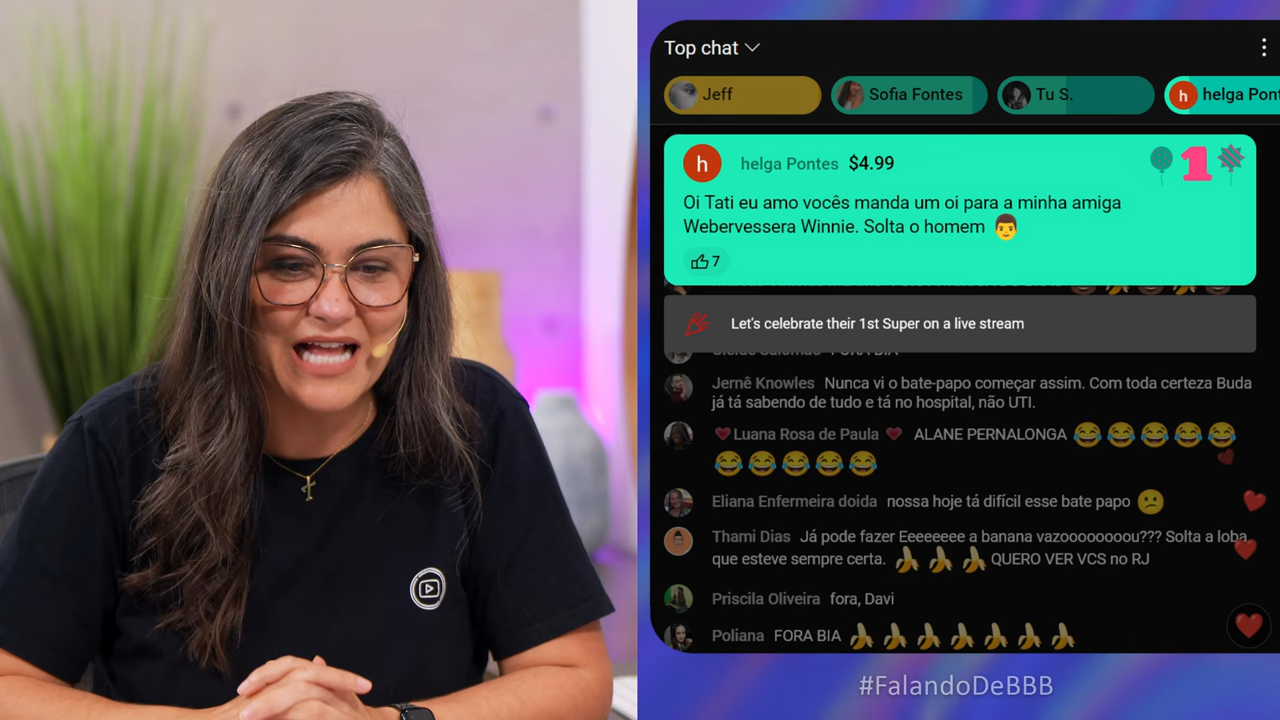 Top chat
Jeff
Sofia Fontes
Tu S.
h
helga Pont
h
helga Pontes $4.99
1
Oi Tati eu amo vocês manda um oi para a minha amiga
Webervessera Winnie. Solta o homem 👨
7
Let's celebrate their 1st Super on a live stream
FORA BIA
Jernê Knowles Nunca vi o bate-papo começar assim. Com toda certeza Buda
já tá sabendo de tudo e tá no hospital, não UTI.
❤️Luana Rosa de Paula ❤️ ALANE PERNALONGA 😂😂😂😂😂
😂😂😂😂😂
Eliana Enfermeira doida nossa hoje tá difícil esse bate papo 😕
Thami Dias Já pode fazer Eeeeeeee a banana vazoooooooou??? Solta a loba,
que esteve sempre certa. 🍌🍌🍌 QUERO VER VCS no RJ
Priscila Oliveira fora, Davi
Poliana FORA BIA 🍌🍌🍌🍌🍌🍌🍌
#FalandoDeBBB